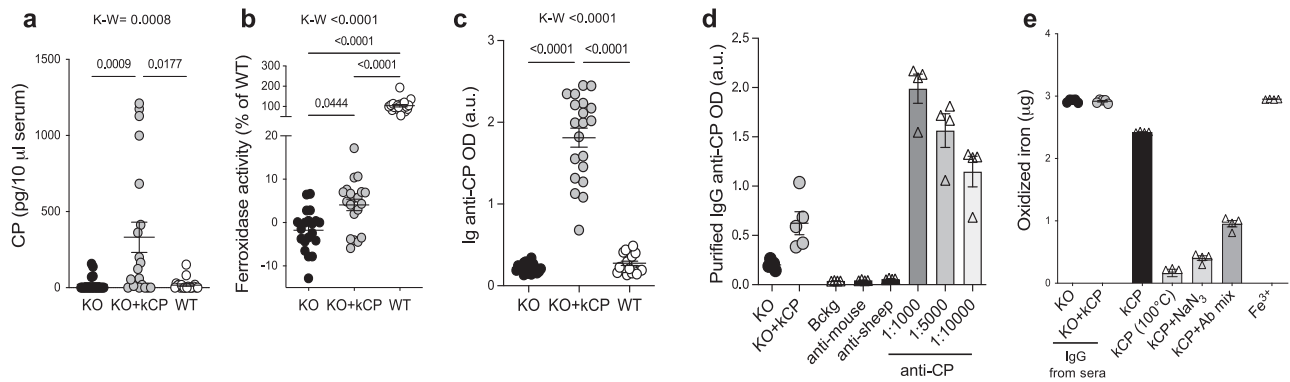 a
K-W= 0.0008
0.0009
0.0177
CP (pg/10 µl serum)
1500
1000
500
0
KO
KO+kCP
WT
b
K-W <0.0001
<0.0001
<0.0001
0.0444
Ferroxidase activity (% of WT)
300
200
100
20
10
0
-10
KO
KO+kCP
WT
c
K-W <0.0001
<0.0001
<0.0001
Ig anti-CP OD (a.u.)
3
2
1
0
KO
KO+kCP
WT
d
Purified IgG anti-CP OD (a.u.)
2.5
2.0
1.5
1.0
0.5
0.0
KO
KO+kCP
Bckg
anti-mouse
anti-sheep
1:1000
1:5000
1:10000
anti-CP
e
Oxidized iron (µg)
4
3
2
1
0
KO
KO+kCP
kCP
kCP (100°C)
kCP+NaN₃
kCP+Ab mix
Fe³⁺
IgG
from sera